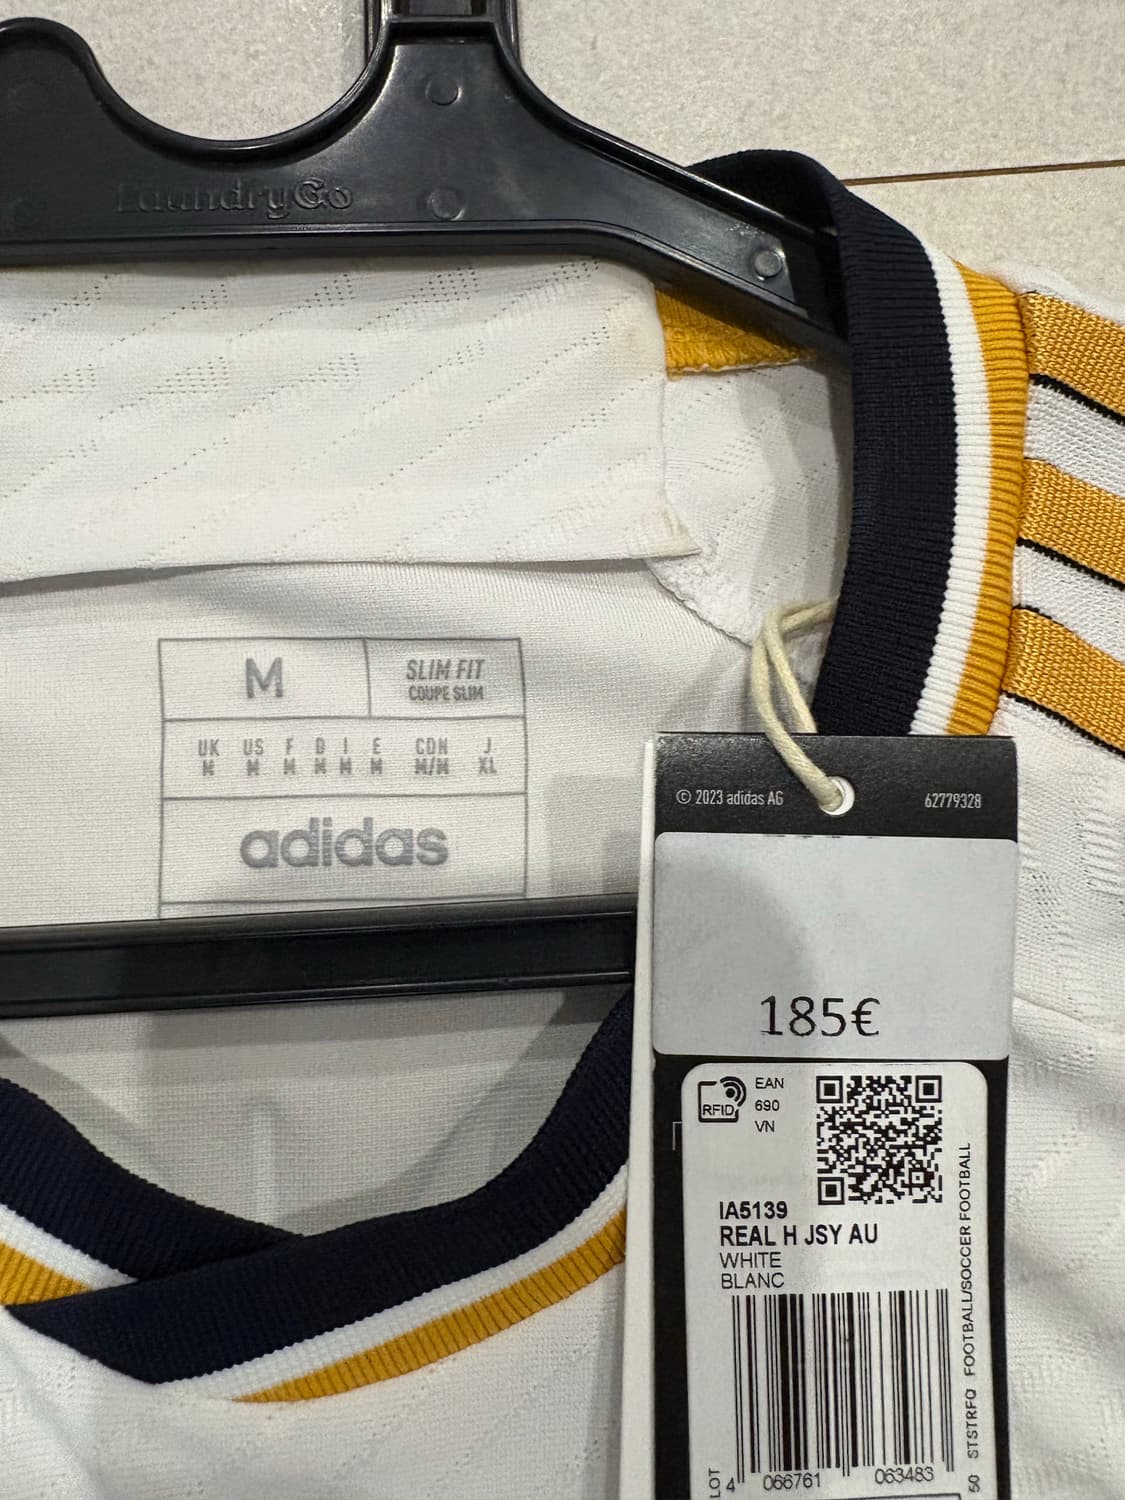 LaundryGo
M
SLIM FIT
COUPE SLIM
UK US F D I E CDN J
M M M M M M M/M XL
adidas
© 2023 adidas AG
62779328
185€
RFID
EAN
690
VN
IA5139
REAL H JSY AU
WHITE
BLANC
FOOTBALL/SOCCER FOOTBALL
STSTRFQ
50
LOT
4 066761 063483